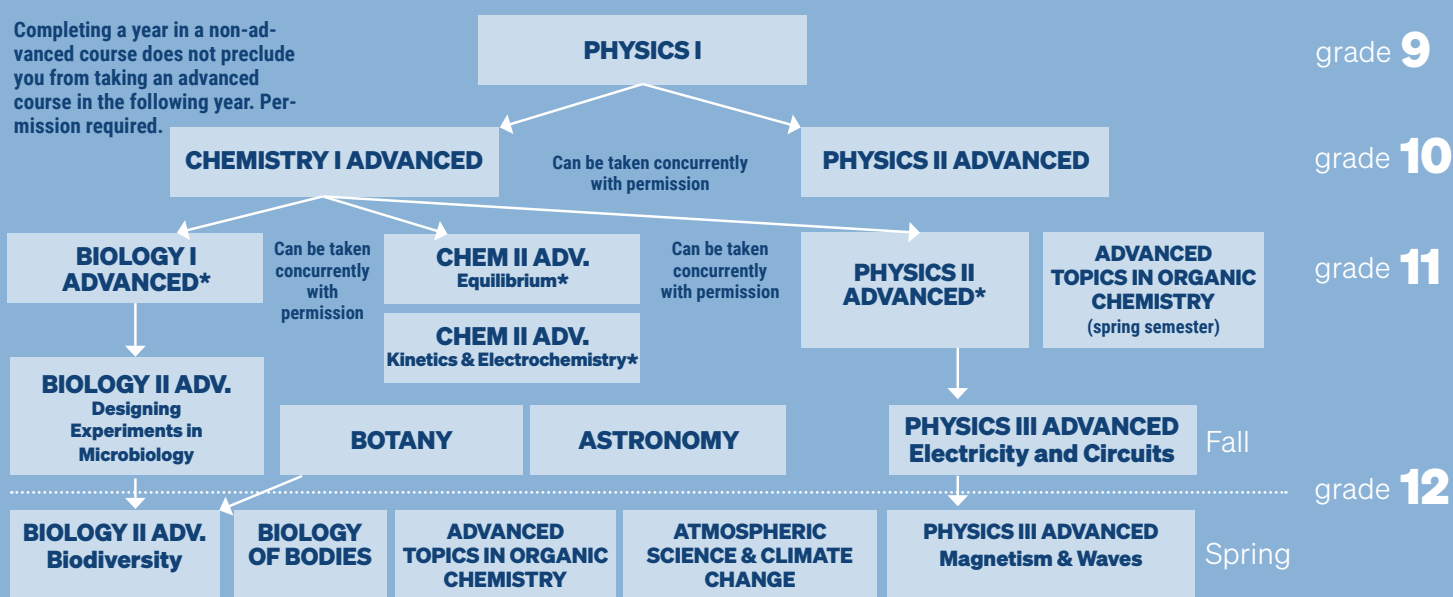 Completing a year in a non-ad-
vanced course does not preclude
you from taking an advanced
course in the following year. Per-
mission required.
PHYSICS I
grade 9
CHEMISTRY I ADVANCED
Can be taken concurrently
with permission
PHYSICS II ADVANCED
grade 10
BIOLOGY I
ADVANCED*
Can be taken
concurrently
with
permission
CHEM II ADV.
Equilibrium*
CHEM II ADV.
Kinetics & Electrochemistry*
Can be taken
concurrently
with permission
PHYSICS II
ADVANCED*
ADVANCED
TOPICS IN ORGANIC
CHEMISTRY
(spring semester)
grade 11
BIOLOGY II ADV.
Designing
Experiments in
Microbiology
BOTANY
ASTRONOMY
PHYSICS III ADVANCED
Electricity and Circuits
Fall
grade 12
BIOLOGY II ADV.
Biodiversity
BIOLOGY
OF BODIES
ADVANCED
TOPICS IN ORGANIC
CHEMISTRY
ATMOSPHERIC
SCIENCE & CLIMATE
CHANGE
PHYSICS III ADVANCED
Magnetism & Waves
Spring